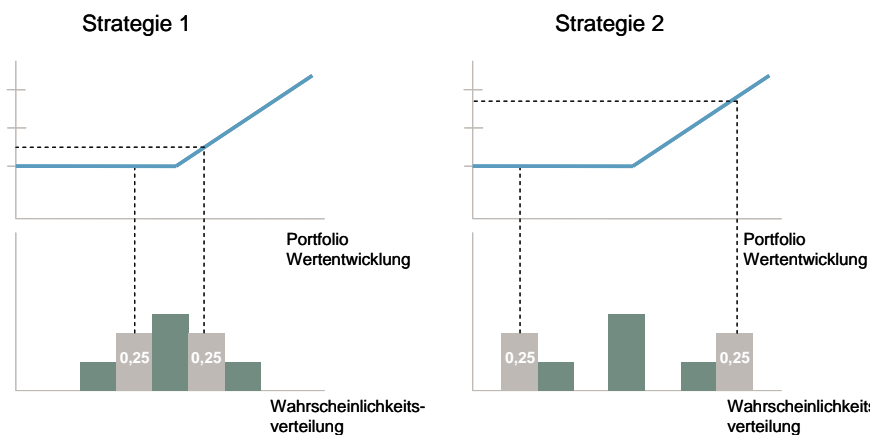 Strategie 1
Strategie 2
Portfolio
Wertentwicklung
Portfolio
Wertentwicklung
0,25
0,25
0,25
0,25
Wahrscheinlichkeits-
verteilung
Wahrscheinlichkeits
verteilung